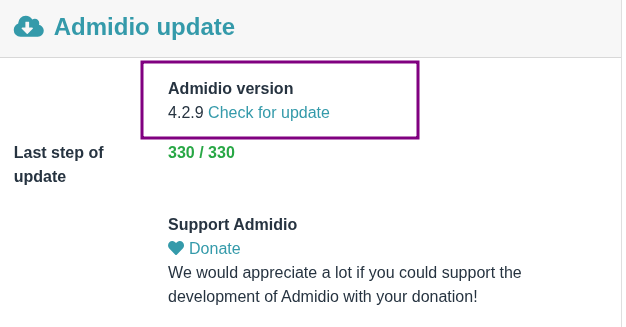 Admidio update
Admidio version
4.2.9 Check for update
Last step of
update
330 / 330
Support Admidio
Donate
We would appreciate a lot if you could support the
development of Admidio with your donation!